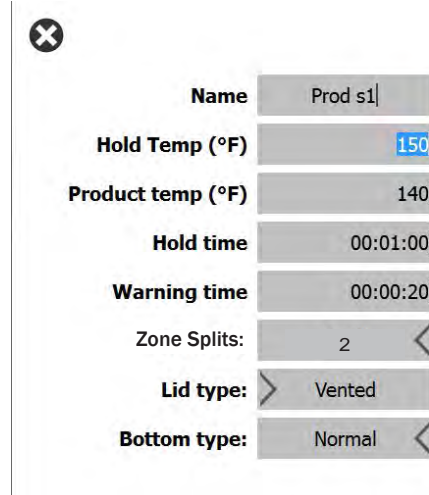 Name Prod s1
Hold Temp (°F) 150
Product temp (°F) 140
Hold time 00:01:00
Warning time 00:00:20
Zone Splits: 2
Lid type: Vented
Bottom type: Normal